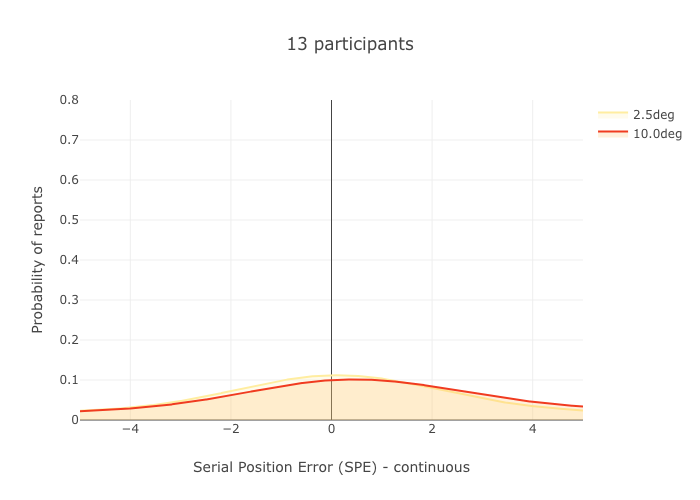 13 participants
0.8
0.7
0.6
0.5
0.4
0.3
0.2
0.1
0
−4
−2
0
2
4
Probability of reports
Serial Position Error (SPE) - continuous
2.5deg
10.0deg